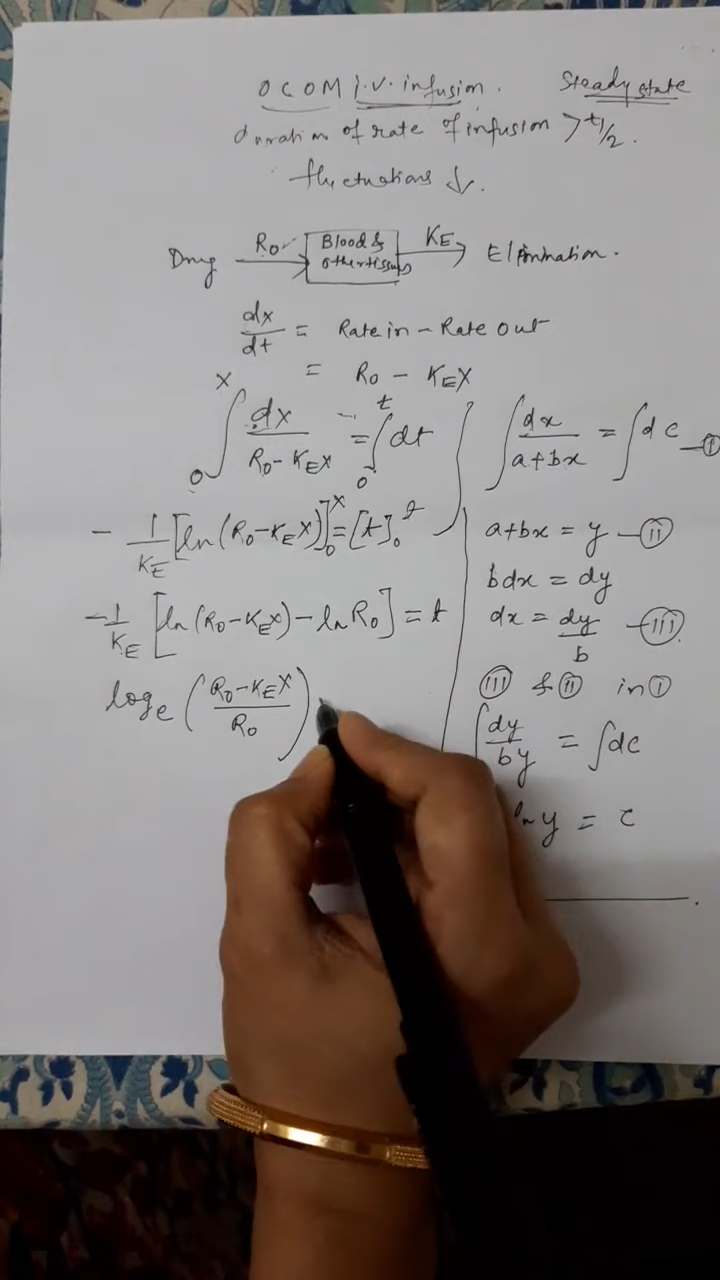 OCOM i.v. infusion. Steady state
duration of rate of infusion > t1/2.
fluctuations ↓.
Drug R0 → Blood & other tissues KE → Elimination.
dx/dt = Rate in - Rate out
= R0 - KEX
∫₀ˣ dx/(R0 - KEX) = ∫₀ᵗ dt
- 1/KE [ln(R0-KEX)]₀ˣ = [t]₀ᵗ
-1/KE [ln(R0-KEX) - ln R0] = t
loge ((R0-KEX)/R0)
∫ dx/(a+bx) = ∫dc - (I)
a+bx = y - (II)
bdx = dy
dx = dy/b - (III)
(III) & (II) in (I)
∫ dy/by = ∫dc
ln y = c